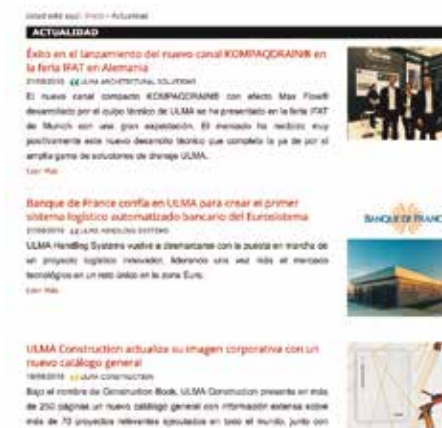 Usted está aquí: Inicio > Actualidad
ACTUALIDAD
Éxito en el lanzamiento del nuevo canal KOMPAQDRAIN® en
la feria IFAT en Alemania
ULMA ARCHITECTURAL SOLUTIONS
El nuevo canal compacto KOMPAQDRAIN® con efecto Max Flow®
desarrollado por el equipo técnico de ULMA se ha presentado en la feria IFAT
de Munich con una gran expectación. El mercado ha recibido muy
positivamente este nuevo desarrollo técnico que completa la ya de por sí
amplia gama de soluciones de drenaje ULMA.
Leer Más
Banque de France confía en ULMA para crear el primer
sistema logístico automatizado bancario del Eurosistema
ULMA HANDLING SYSTEMS
BANQUE DE FRANC
ULMA Handling Systems vuelve a desmarcarse con la puesta en marcha de
un proyecto logístico innovador, liderando una vez más el mercado
tecnológico en un reto único en la zona Euro.
Leer Más
ULMA Construction actualiza su imagen corporativa con un
nuevo catálogo general
ULMA CONSTRUCTION
Bajo el nombre de Construction Book, ULMA Construction presenta en más
de 250 páginas un nuevo catálogo general con información extensa sobre
más de 70 proyectos relevantes ejecutados en todo el mundo, junto con